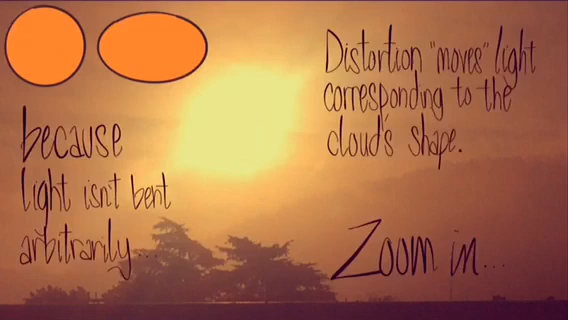 because
light isn't bent
arbitrarily...
Distortion "moves" light
corresponding to the
cloud's shape.
Zoom in...